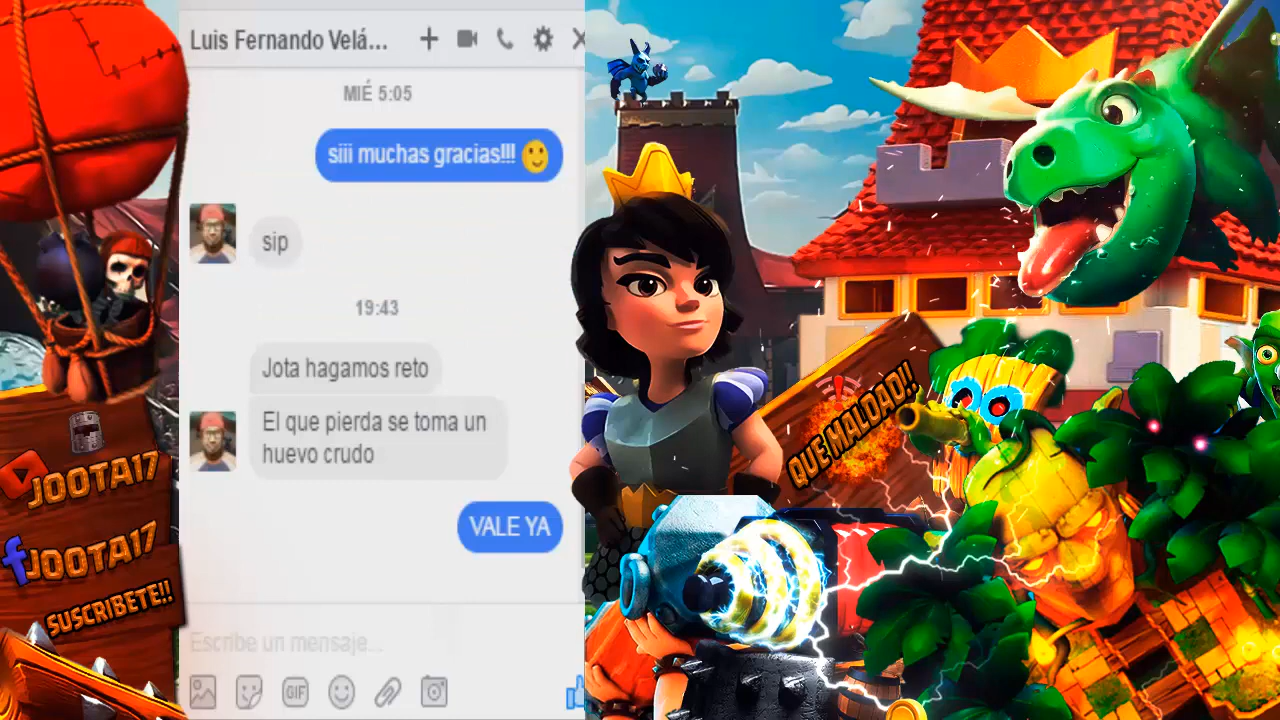 Luis Fernando Velá...
MIÉ 5:05
siii muchas gracias!!!
sip
19:43
Jota hagamos reto
El que pierda se toma un
huevo crudo
VALE YA
Escribe un mensaje...
GIF
JOOTA17
JOOTA17
SUSCRIBETE!!
QUE MALDAD!!